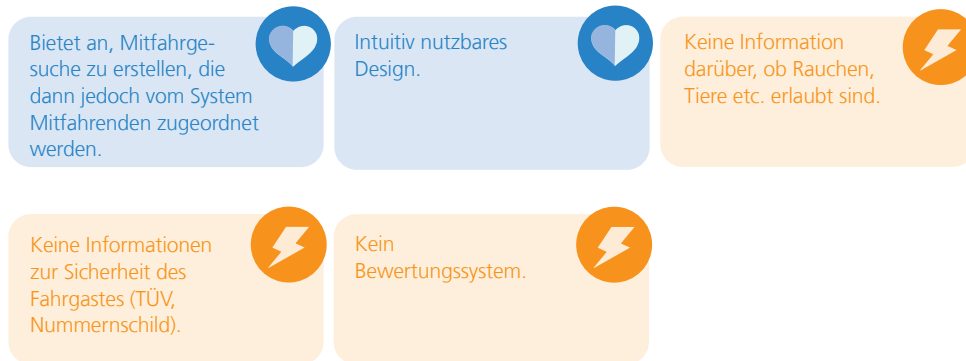 Bietet an, Mitfahrge-
suche zu erstellen, die
dann jedoch vom System
Mitfahrenden zugeordnet
werden.
Intuitiv nutzbares
Design.
Keine Information
darüber, ob Rauchen,
Tiere etc. erlaubt sind.
Keine Informationen
zur Sicherheit des
Fahrgastes (TÜV,
Nummernschild).
Kein
Bewertungssystem.